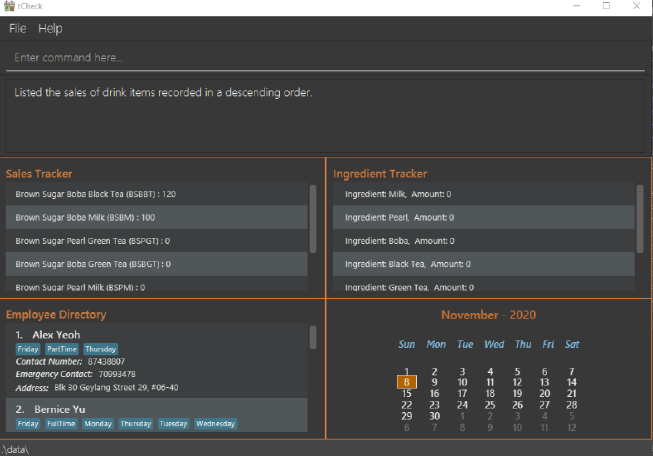 tCheck
File Help
Enter command here...
Listed the sales of drink items recorded in a descending order.
Sales Tracker
Brown Sugar Boba Black Tea (BSBBT) : 120
Brown Sugar Boba Milk (BSBM) : 100
Brown Sugar Pearl Green Tea (BSPGT) : 0
Brown Sugar Boba Green Tea (BSBGT) : 0
Brown Sugar Pearl Milk (BSPM) : 0
Ingredient Tracker
Ingredient: Milk, Amount: 0
Ingredient: Pearl, Amount: 0
Ingredient: Boba, Amount: 0
Ingredient: Black Tea, Amount: 0
Ingredient: Green Tea, Amount: 0
Employee Directory
1. Alex Yeoh
Friday PartTime Thursday
Contact Number: 87438807
Emergency Contact: 70993478
Address: Blk 30 Geylang Street 29, #06-40
2. Bernice Yu
Friday FullTime Monday Thursday Tuesday Wednesday
November - 2020
Sun Mon Tue Wed Thu Fri Sat
1 2 3 4 5 6 7
8 9 10 11 12 13 14
15 16 17 18 19 20 21
22 23 24 25 26 27 28
29 30 1 2 3 4 5
6 7 8 9 10 11 12
.\data\